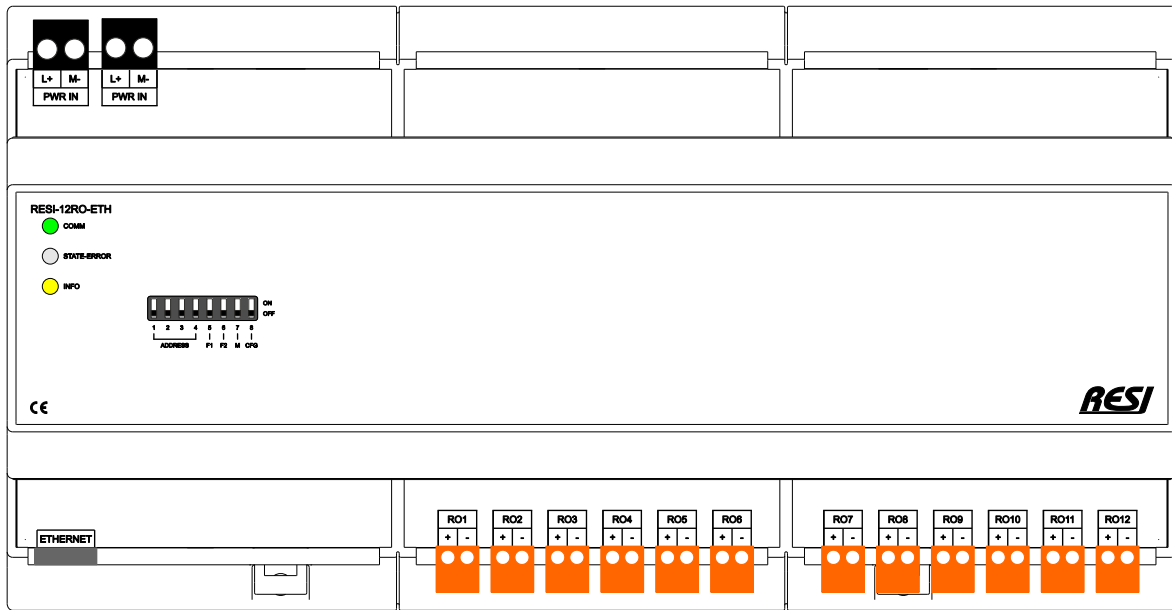 L+ M- L+ M-
PWR IN PWR IN
RESI-12RO-ETH
COMM
STATE-ERROR
INFO
ON
OFF
1 2 3 4 5 6 7 8
ADDRESS F1 F2 M CFG
CE
RESI
ETHERNET
RO1 RO2 RO3 RO4 RO5 RO6 RO7 RO8 RO9 RO10 RO11 RO12
+ - + - + - + - + - + - + - + - + - + - + - + -